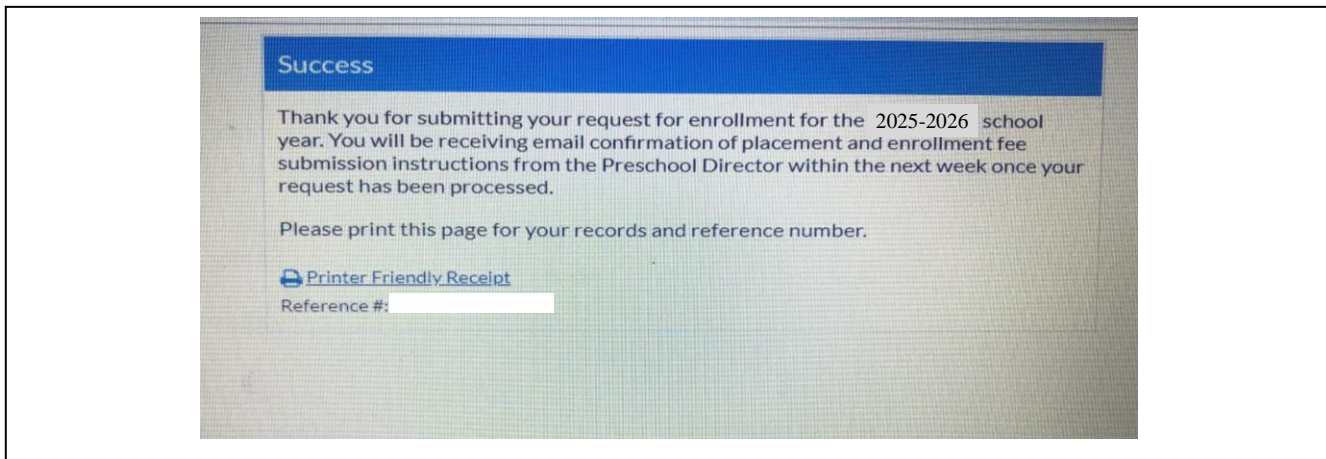 Success
Thank you for submitting your request for enrollment for the 2025-2026 school
year. You will be receiving email confirmation of placement and enrollment fee
submission instructions from the Preschool Director within the next week once your
request has been processed.
Please print this page for your records and reference number.
Printer Friendly Receipt
Reference #: